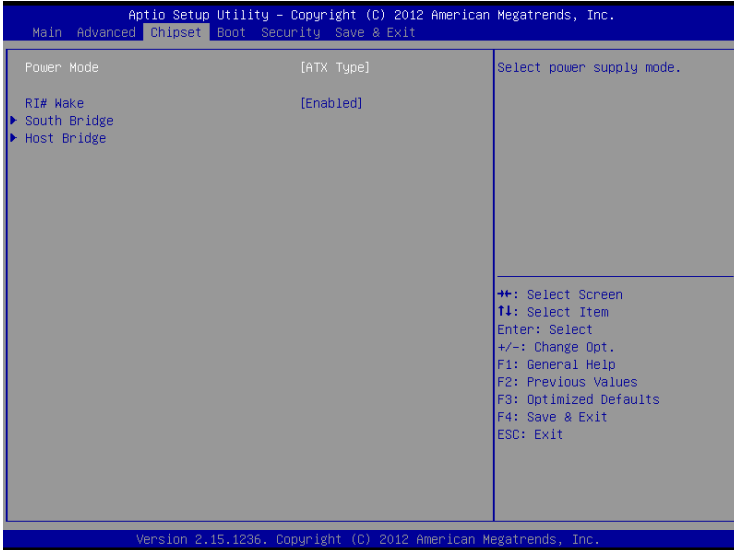 Aptio Setup Utility – Copyright (C) 2012 American Megatrends, Inc.
Main Advanced Chipset Boot Security Save & Exit
Power Mode [ATX Type]
Select power supply mode.
RI# Wake [Enabled]
South Bridge
Host Bridge
→←: Select Screen
↑↓: Select Item
Enter: Select
+/-: Change Opt.
F1: General Help
F2: Previous Values
F3: Optimized Defaults
F4: Save & Exit
ESC: Exit
Version 2.15.1236. Copyright (C) 2012 American Megatrends, Inc.